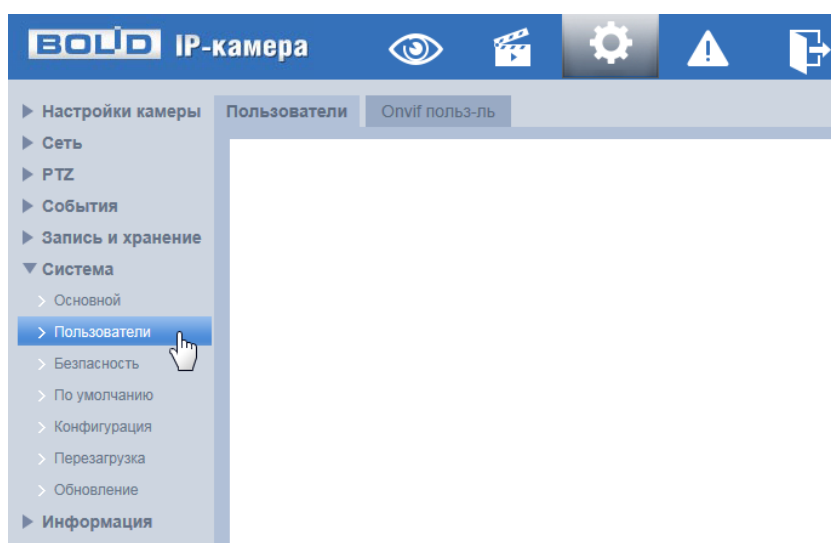 BOLID IP-камера
Настройки камеры
Сеть
PTZ
События
Запись и хранение
Система
Основной
Пользователи
Безпасность
По умолчанию
Конфигурация
Перезагрузка
Обновление
Информация
Пользователи
Onvif польз-ль